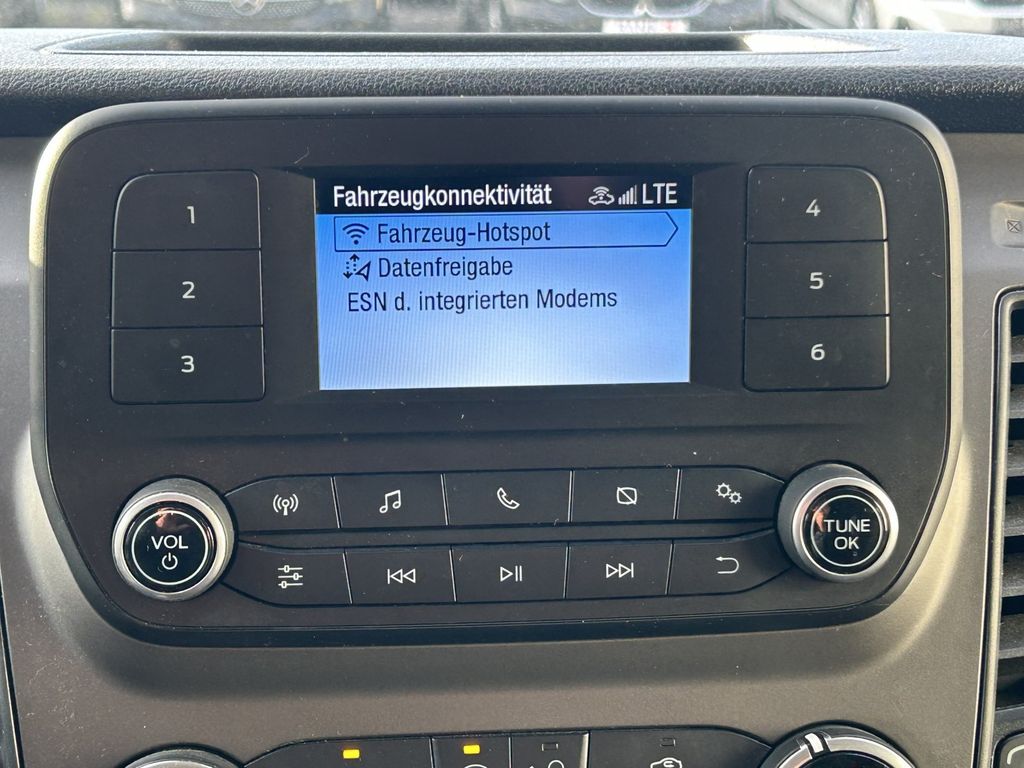 Fahrzeugkonnektivität LTE
Fahrzeug-Hotspot
Datenfreigabe
ESN d. integrierten Modems
1
2
3
4
5
6
VOL
TUNE
OK